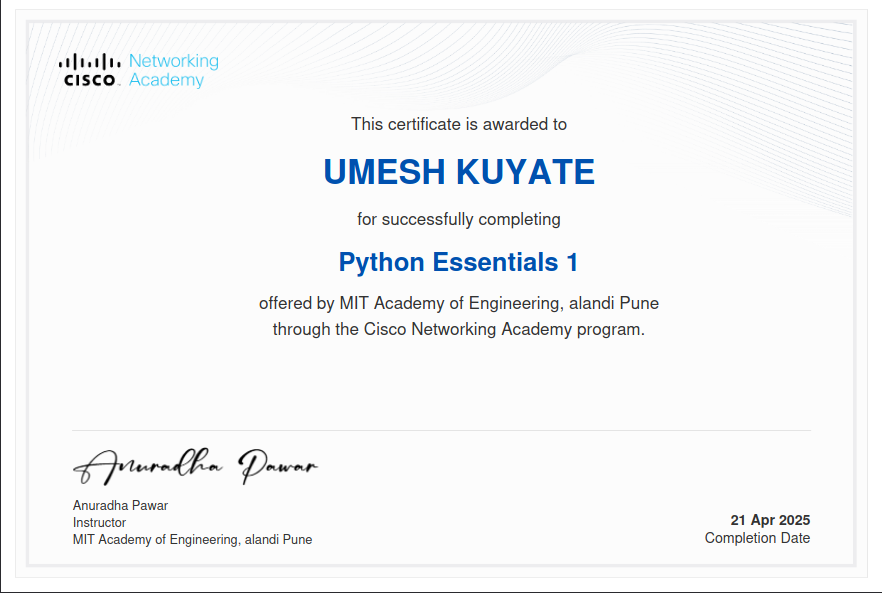 CISCO Networking
Academy
This certificate is awarded to
UMESH KUYATE
for successfully completing
Python Essentials 1
offered by MIT Academy of Engineering, alandi Pune
through the Cisco Networking Academy program.
Anuradha Pawar
Anuradha Pawar
Instructor
MIT Academy of Engineering, alandi Pune
21 Apr 2025
Completion Date